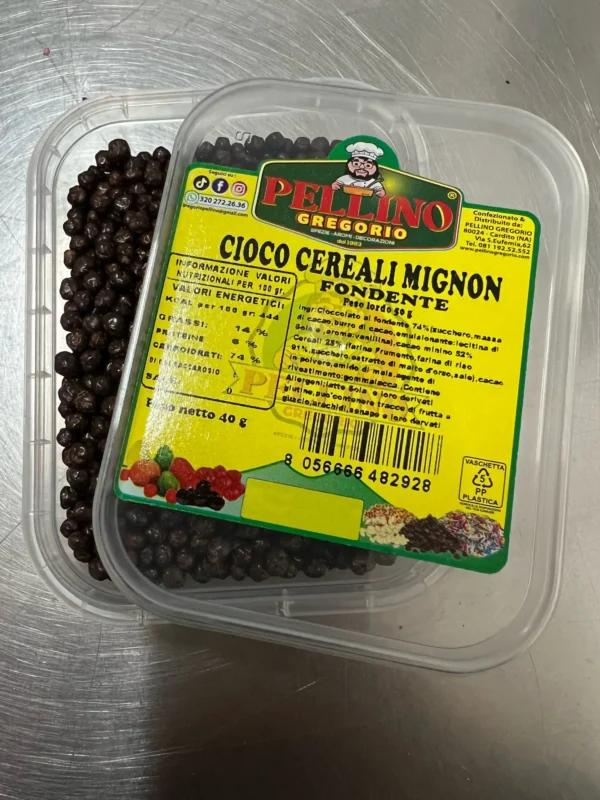 Seguici su:
320 272.26.36
PELLINO®
GREGORIO
SPEZIE - AROMI - DECORAZIONI
dal 1983
Confezionato &
Distribuito da:
PELLINO GREGORIO
80024 - Cardito (NA)
Via S.Eufemia,62
Tel. 081 192.52.552
www.pellinogregorio.com
CIOCO CEREALI MIGNON
FONDENTE
Peso lordo 50 g
INFORMAZIONE VALORI
NUTRIZIONALI PER 100 gr.
VALORI ENERGETICI:
KCAL per 100 gr: 444
GRASSI: 14 %
PROTEINE 6 %
CARBOIDRATI: 74 %
DI CUI SACCAROSIO
Peso netto 40 g
Ingr:Cioccolato al fondente 74%(zucchero,massa
di cacao,burro di cacao,emulsionante:lecitina di
Soia,aroma:vanillina),cacao minimo 52%
Cereali 25% (farina frumento,farina di riso
01%,zucchero,estratto di malto d'orzo,sale),cacao
in polvere,amido di mais,agente di
rivestimento:gommalacca. Contiene
Allergeni:latte Soia e loro derivati
glutine,può contenere tracce di frutta a
guscio,arachidi,senape e loro derivati
8 056666 482928
VASCHETTA
5
PP
PLASTICA